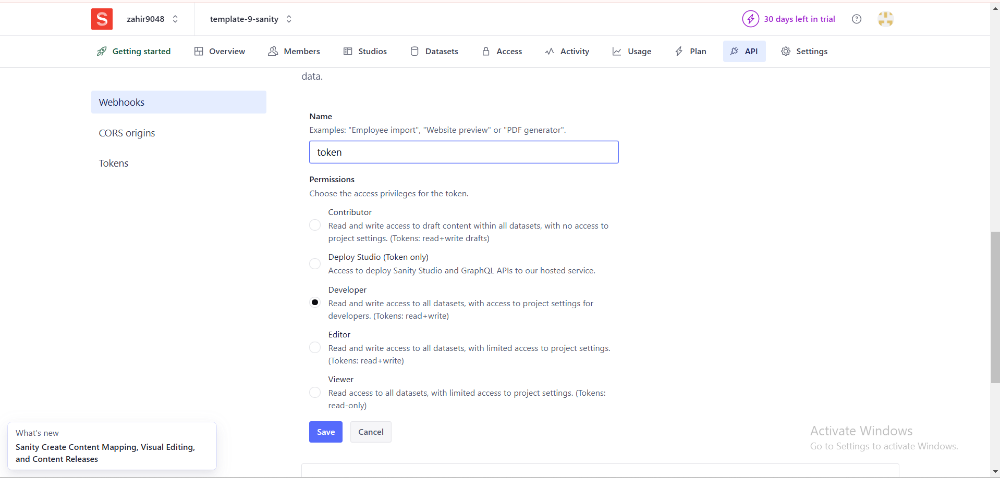 S zahir9048 template-9-sanity 30 days left in trial ?
Getting started Overview Members Studios Datasets Access Activity Usage Plan API Settings
data.
Webhooks
CORS origins
Tokens
Name
Examples: "Employee import", "Website preview" or "PDF generator".
token
Permissions
Choose the access privileges for the token.
Contributor
Read and write access to draft content within all datasets, with no access to
project settings. (Tokens: read+write drafts)
Deploy Studio (Token only)
Access to deploy Sanity Studio and GraphQL APIs to our hosted service.
Developer
Read and write access to all datasets, with access to project settings for
developers. (Tokens: read+write)
Editor
Read and write access to all datasets, with limited access to project settings.
(Tokens: read+write)
Viewer
Read access to all datasets, with limited access to project settings. (Tokens:
read-only)
Save Cancel
What's new
Sanity Create Content Mapping, Visual Editing,
and Content Releases
Activate Windows
Go to Settings to activate Windows.